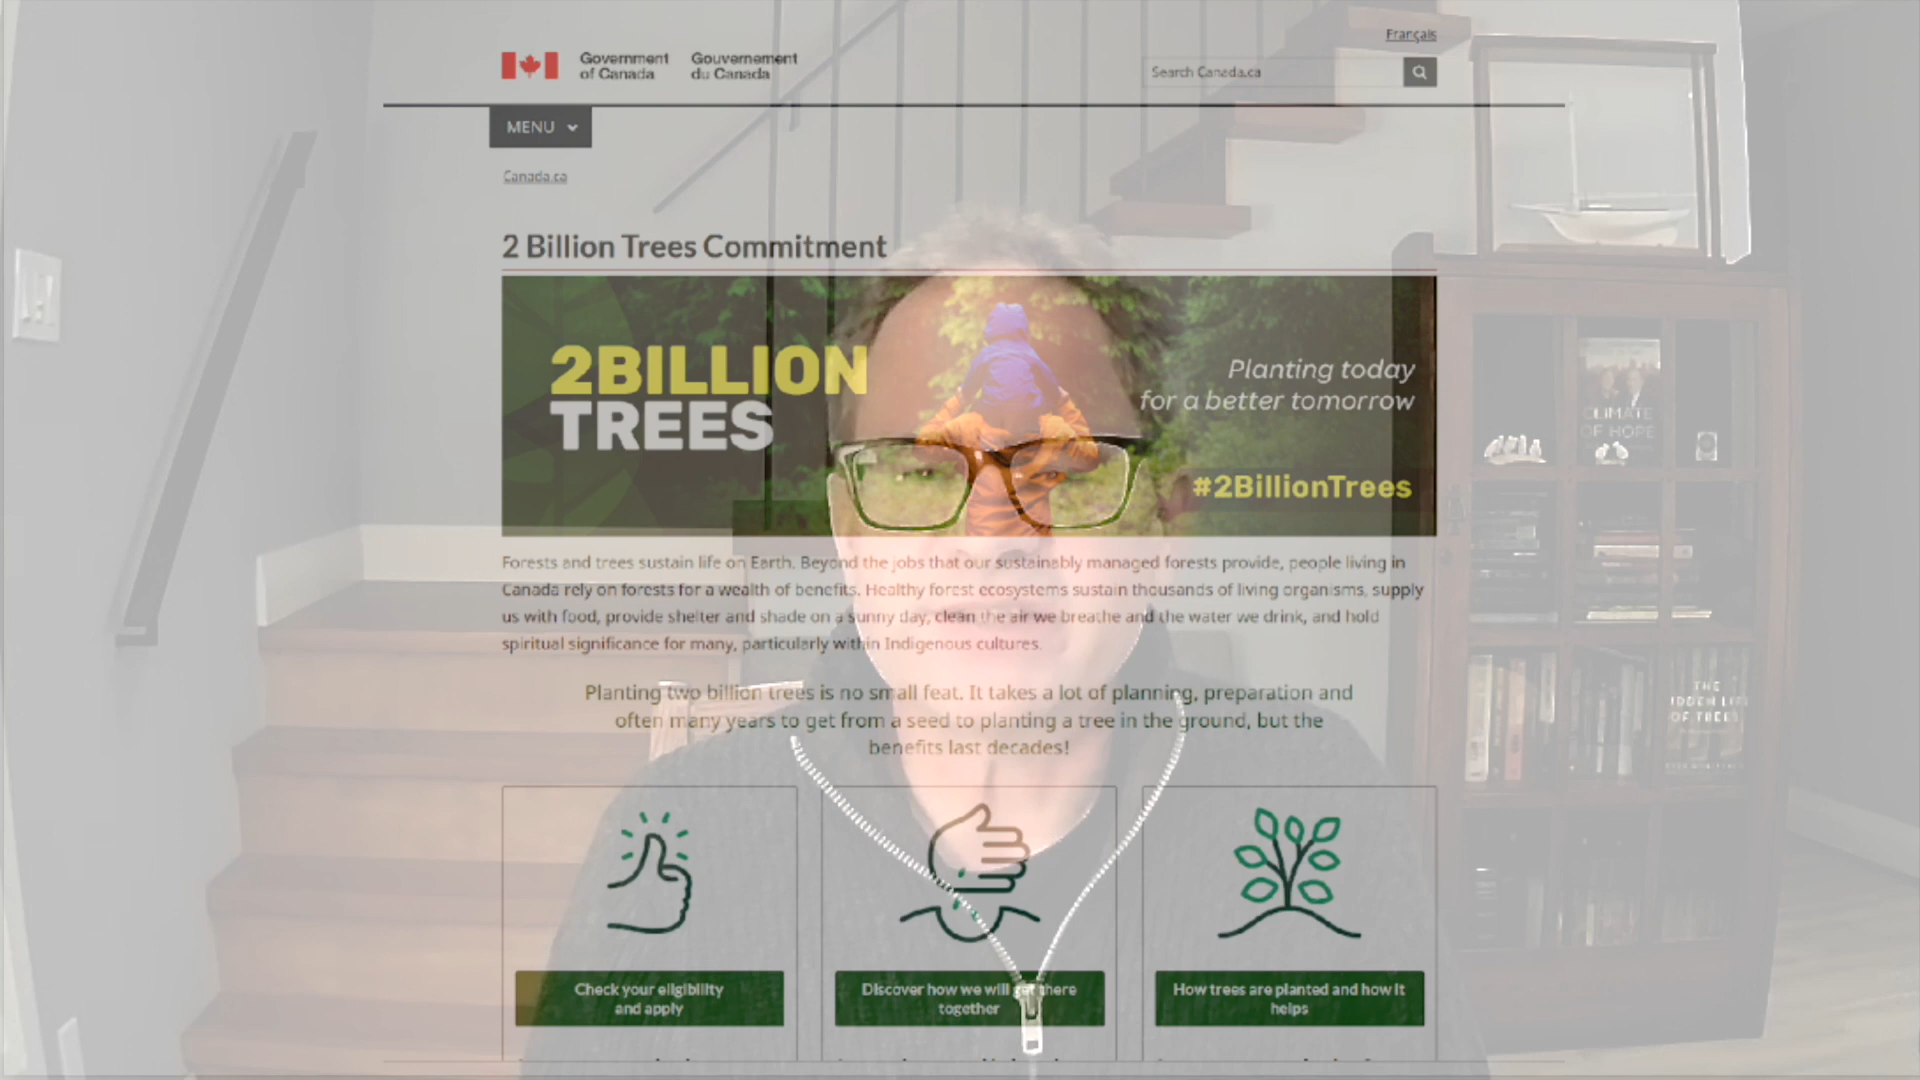 Français
Government
of Canada
Gouvernement
du Canada
Search Canada.ca
MENU
Canada.ca
2 Billion Trees Commitment
2BILLION
TREES
Planting today
for a better tomorrow
#2BillionTrees
Forests and trees sustain life on Earth. Beyond the jobs that our sustainably managed forests provide, people living in
Canada rely on forests for a wealth of benefits. Healthy forest ecosystems sustain thousands of living organisms, supply
us with food, provide shelter and shade on a sunny day, clean the air we breathe and the water we drink, and hold
spiritual significance for many, particularly within Indigenous cultures.
Planting two billion trees is no small feat. It takes a lot of planning, preparation and
often many years to get from a seed to planting a tree in the ground, but the
benefits last decades!
Check your eligibility
and apply
Discover how we will get there
together
How trees are planted and how it
helps
CLIMATE
OF HOPE
THE
HIDDEN LIFE
OF TREES